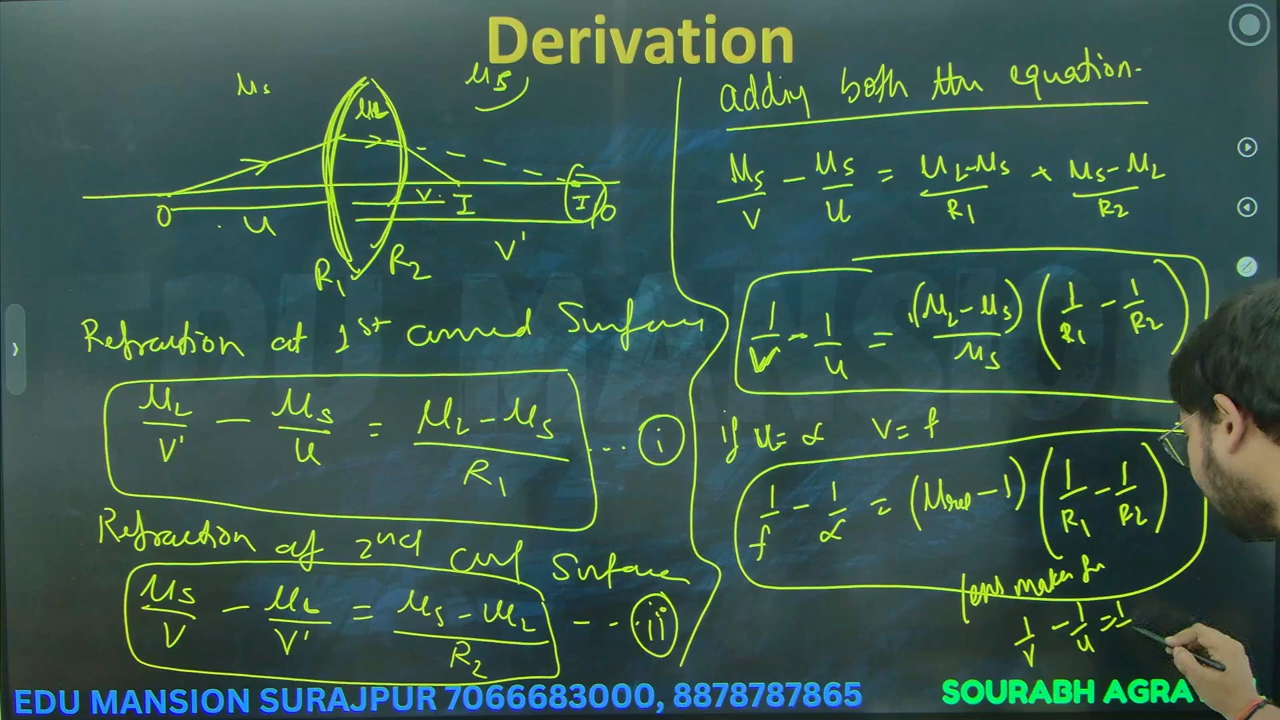 Derivation
μs
μs
μL
O
u
v
I
I
v'
R₁
R₂
Refraction at 1st curved Surface
μL/v' - μs/u = μL-μs/R₁ ... (i)
Refraction at 2nd curf Surface
μs/v - μL/v' = μs-μL/R₂ --- (ii)
adding both the equation-
μs/v - μs/u = μL-μs/R₁ + μs-μL/R₂
1/v - 1/u = (μL-μs)/μs (1/R₁ - 1/R₂)
if u=α v=f
1/f - 1/α = (μrel-1) (1/R₁ - 1/R₂)
lens maker
1/v - 1/u = 1
EDU MANSION SURAJPUR 7066683000, 8878787865
SOURABH AGRA